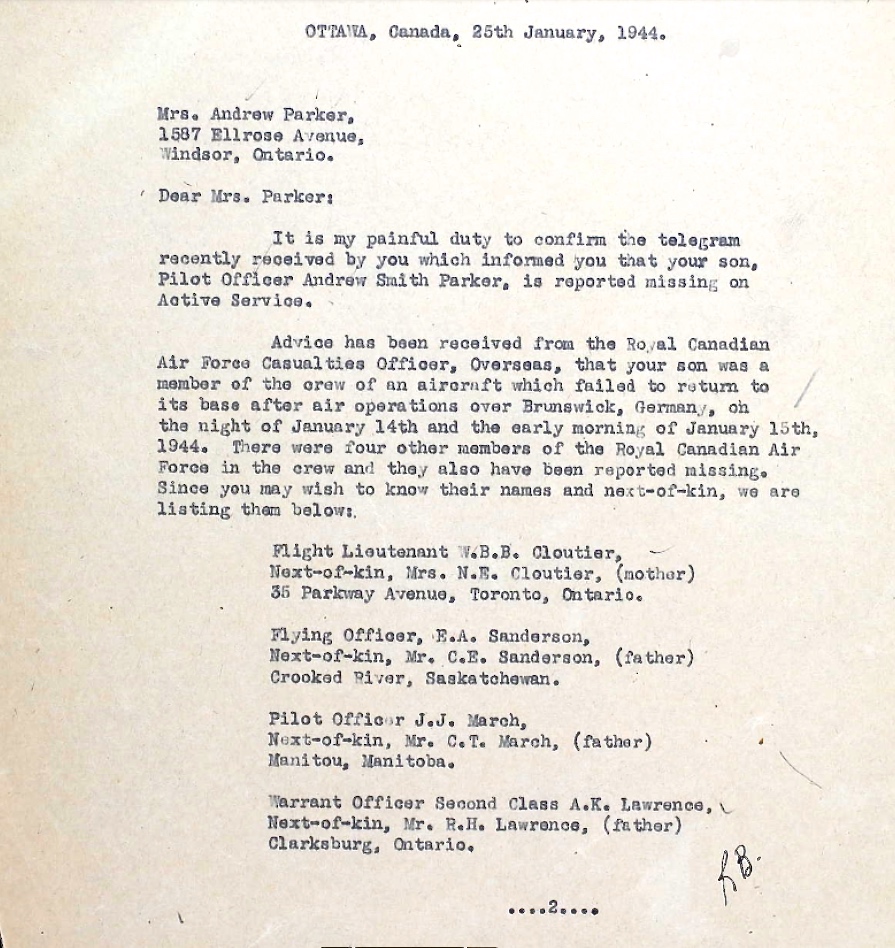 OTTAWA, Canada, 25th January, 1944.
Mrs. Andrew Parker,
1587 Ellrose Avenue,
Windsor, Ontario.
Dear Mrs. Parker:
It is my painful duty to confirm the telegram
recently received by you which informed you that your son,
Pilot Officer Andrew Smith Parker, is reported missing on
Active Service.
Advice has been received from the Royal Canadian
Air Force Casualties Officer, Overseas, that your son was a
member of the crew of an aircraft which failed to return to
its base after air operations over Brunswick, Germany, on
the night of January 14th and the early morning of January 15th,
1944. There were four other members of the Royal Canadian Air
Force in the crew and they also have been reported missing.
Since you may wish to know their names and next-of-kin, we are
listing them below:
Flight Lieutenant W.B.B. Cloutier,
Next-of-kin, Mrs. N.E. Cloutier, (mother)
35 Parkway Avenue, Toronto, Ontario.
Flying Officer, E.A. Sanderson,
Next-of-kin, Mr. C.E. Sanderson, (father)
Crooked River, Saskatchewan.
Pilot Officer J.J. March,
Next-of-kin, Mr. C.T. March, (father)
Manitou, Manitoba.
Warrant Officer Second Class A.K. Lawrence,
Next-of-kin, Mr. R.H. Lawrence, (father)
Clarksburg, Ontario.
....2....